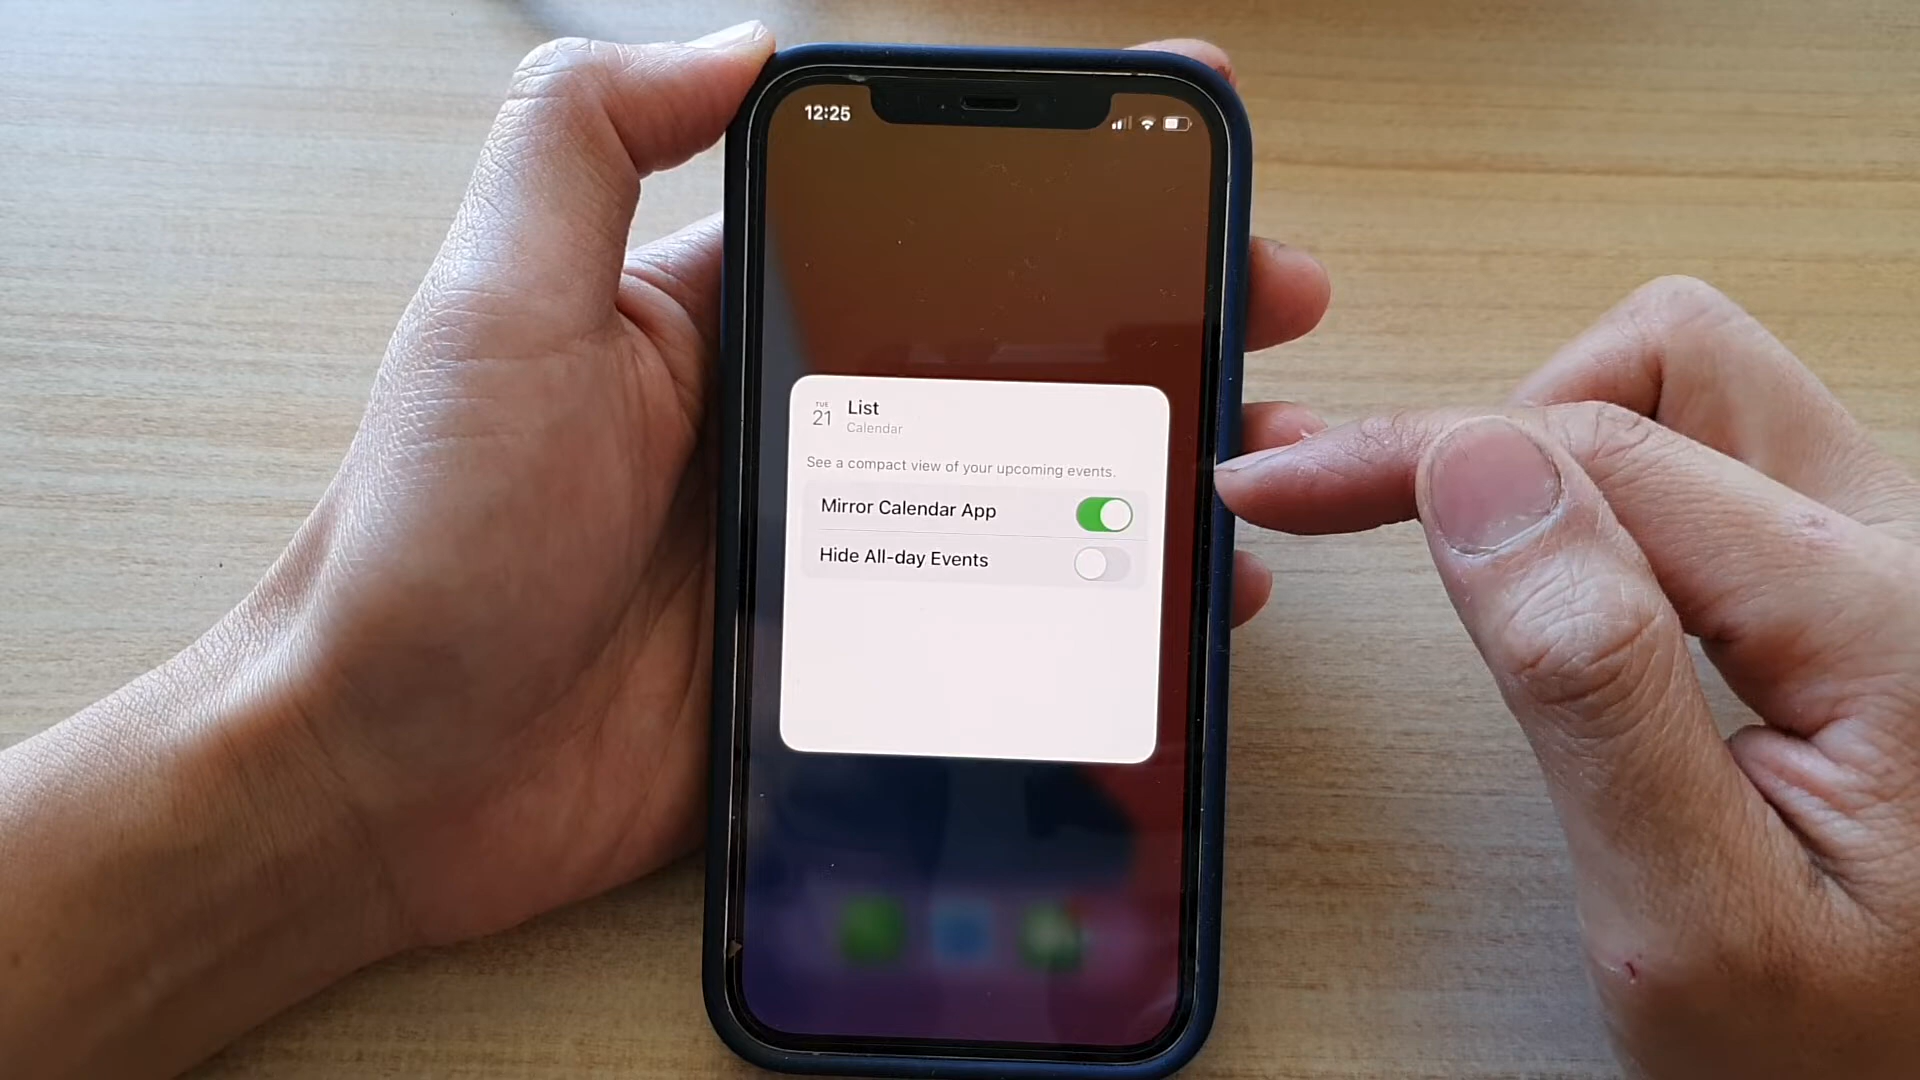 12:25
TUE
21
List
Calendar
See a compact view of your upcoming events.
Mirror Calendar App
Hide All-day Events